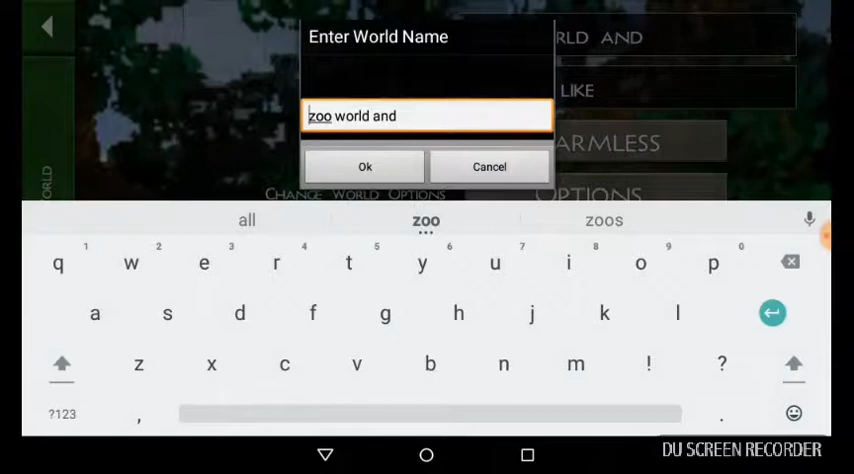 Enter World Name
RLD AND
zoo world and
LIKE
ARMLESS
Ok
Cancel
WORLD
CHANGE WORLD OPTIONS
OPTIONS
all
zoo
zoos
1 2 3 4 5 6 7 8 9 0
q w e r t y u i o p
a s d f g h j k l
z x c v b n m ! ?
?123 , .
DU SCREEN RECORDER